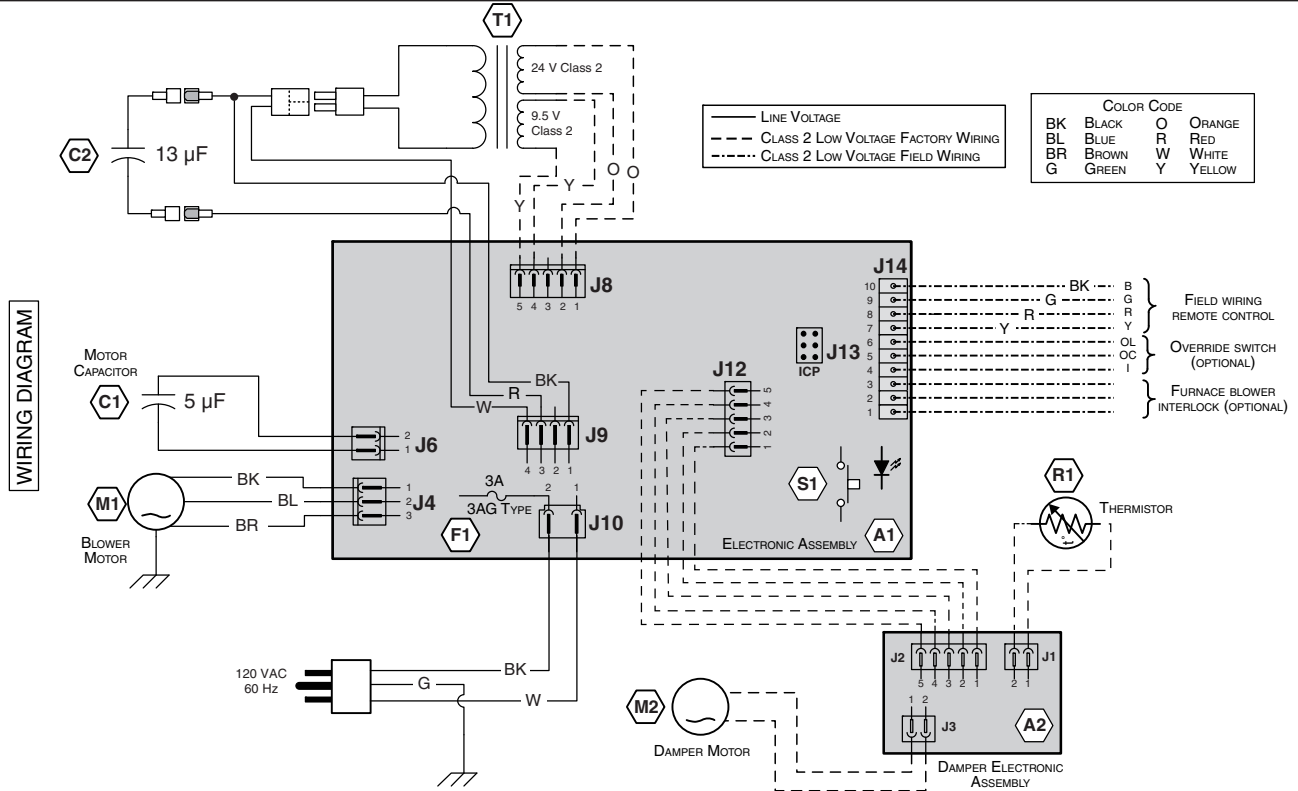 WIRING DIAGRAM
T1
24 V Class 2
9.5 V
Class 2
C2
13 µF
Y
Y
O
O
LINE VOLTAGE
CLASS 2 LOW VOLTAGE FACTORY WIRING
CLASS 2 LOW VOLTAGE FIELD WIRING
COLOR CODE
BK BLACK O ORANGE
BL BLUE R RED
BR BROWN W WHITE
G GREEN Y YELLOW
J8
5 4 3 2 1
J14
10
9
8
7
6
5
4
3
2
1
BK B
G G
R R
Y Y
OL
OC
I
FIELD WIRING
REMOTE CONTROL
OVERRIDE SWITCH
(OPTIONAL)
FURNACE BLOWER
INTERLOCK (OPTIONAL)
J13
ICP
J12
5
4
3
2
1
MOTOR
CAPACITOR
C1
5 µF
2
1
J6
BK
R
W
J9
4 3 2 1
M1
BLOWER
MOTOR
BK
BL
BR
1
2
3
J4
3A
3AG TYPE
F1
2 1
J10
S1
ELECTRONIC ASSEMBLY
A1
R1
THERMISTOR
t°
120 VAC
60 Hz
BK
G
W
M2
DAMPER MOTOR
J2
5 4 3 2 1
J1
2 1
1 2
J3
A2
DAMPER ELECTRONIC
ASSEMBLY